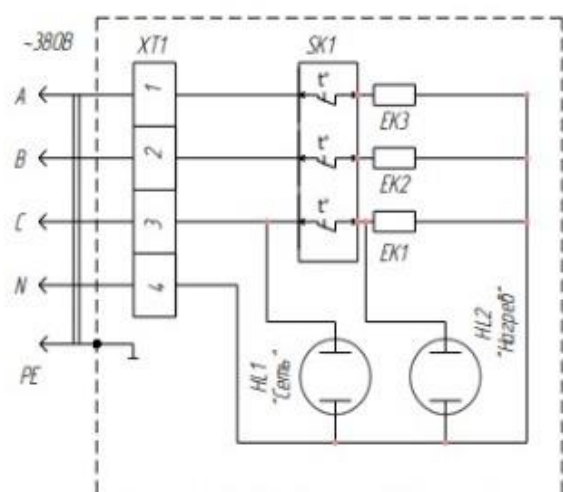 ~380В
XT1
SK1
A
1
τ
EK3
B
2
τ
EK2
C
3
τ
EK1
N
4
PE
HL1
"Сеть"
HL2
"Нагрев"